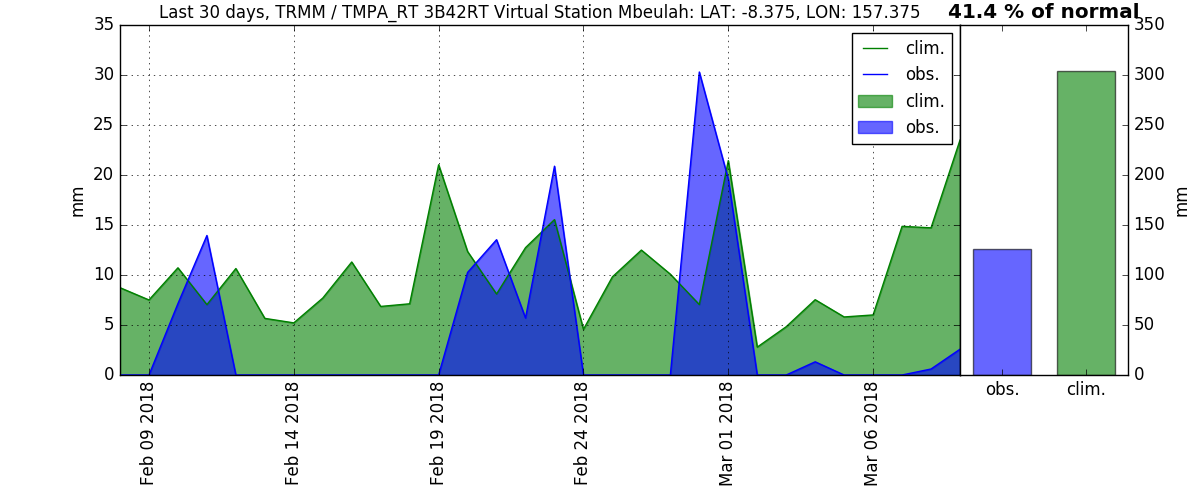 Last 30 days, TRMM / TMPA_RT 3B42RT Virtual Station Mbeulah: LAT: -8.375, LON: 157.375
41.4 % of normal
clim.
obs.
clim.
obs.
35
30
25
20
15
10
5
0
mm
Feb 09 2018
Feb 14 2018
Feb 19 2018
Feb 24 2018
Mar 01 2018
Mar 06 2018
350
300
250
200
150
100
50
0
mm
obs.
clim.